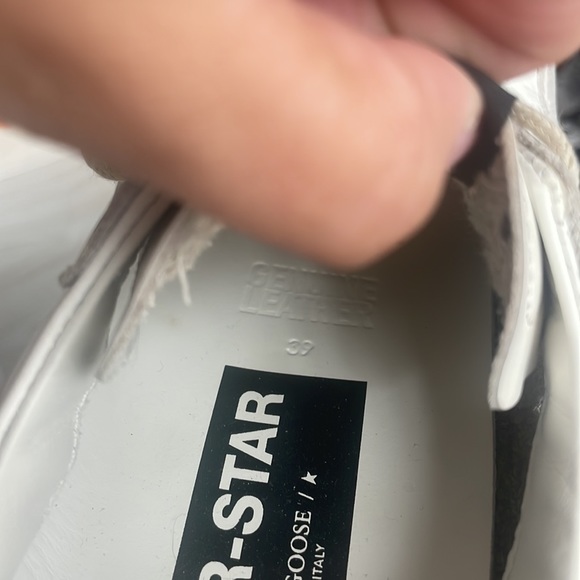 GENUINE
LEATHER
39
R-STAR
GOOSE / ★
ITALY